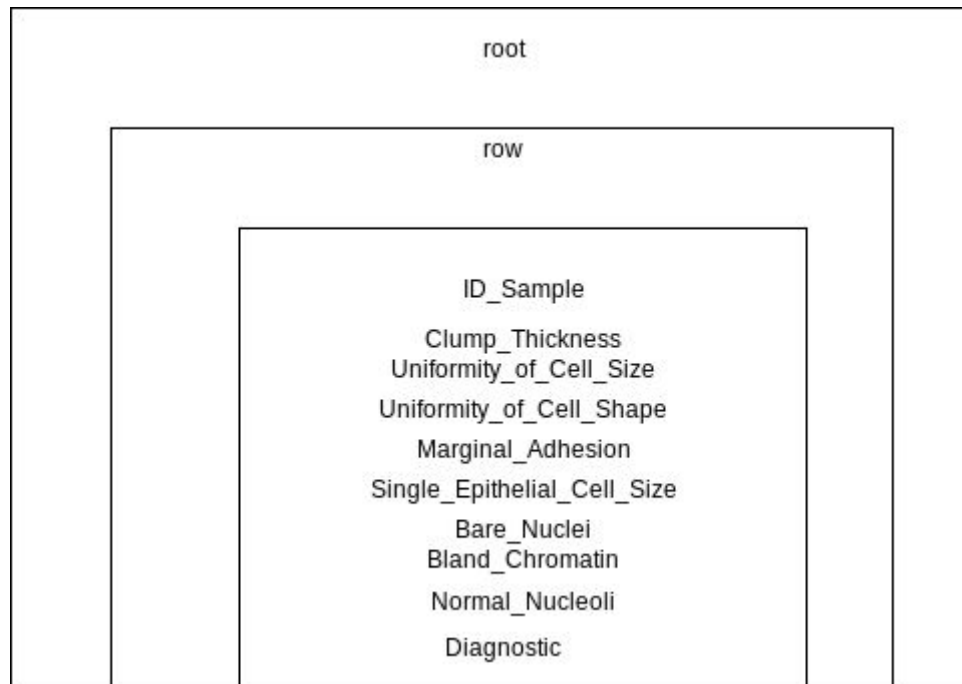 root
row
ID_Sample
Clump_Thickness
Uniformity_of_Cell_Size
Uniformity_of_Cell_Shape
Marginal_Adhesion
Single_Epithelial_Cell_Size
Bare_Nuclei
Bland_Chromatin
Normal_Nucleoli
Diagnostic